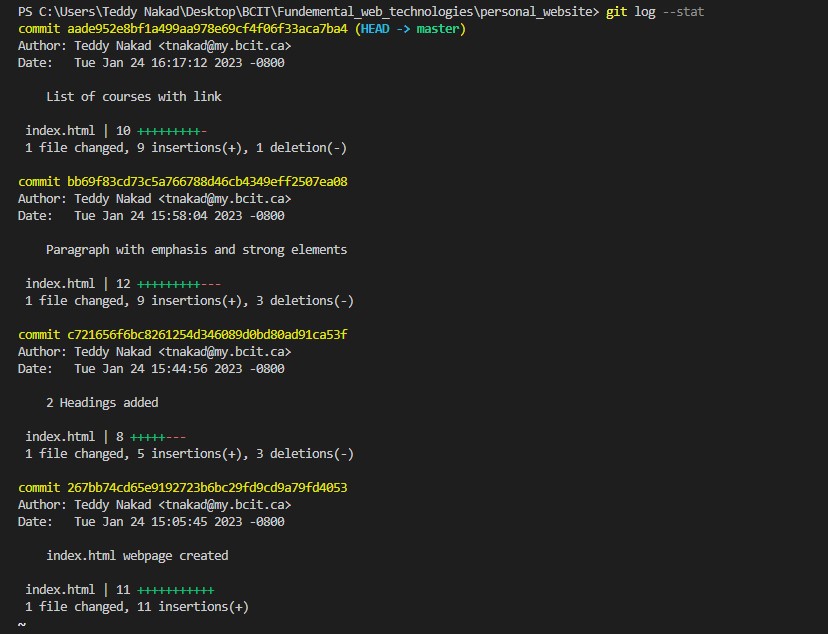 PS C:\Users\Teddy Nakad\Desktop\BCIT\Fundemental_web_technologies\personal_website> git log --stat
commit aade952e8bf1a499aa978e69cf4f06f33aca7ba4 (HEAD -> master)
Author: Teddy Nakad <tnakad@my.bcit.ca>
Date:   Tue Jan 24 16:17:12 2023 -0800

    List of courses with link

 index.html | 10 +++++++++-
 1 file changed, 9 insertions(+), 1 deletion(-)

commit bb69f83cd73c5a766788d46cb4349eff2507ea08
Author: Teddy Nakad <tnakad@my.bcit.ca>
Date:   Tue Jan 24 15:58:04 2023 -0800

    Paragraph with emphasis and strong elements

 index.html | 12 +++++++++---
 1 file changed, 9 insertions(+), 3 deletions(-)

commit c721656f6bc8261254d346089d0bd80ad91ca53f
Author: Teddy Nakad <tnakad@my.bcit.ca>
Date:   Tue Jan 24 15:44:56 2023 -0800

    2 Headings added

 index.html | 8 +++++---
 1 file changed, 5 insertions(+), 3 deletions(-)

commit 267bb74cd65e9192723b6bc29fd9cd9a79fd4053
Author: Teddy Nakad <tnakad@my.bcit.ca>
Date:   Tue Jan 24 15:05:45 2023 -0800

    index.html webpage created

 index.html | 11 +++++++++++
 1 file changed, 11 insertions(+)
~